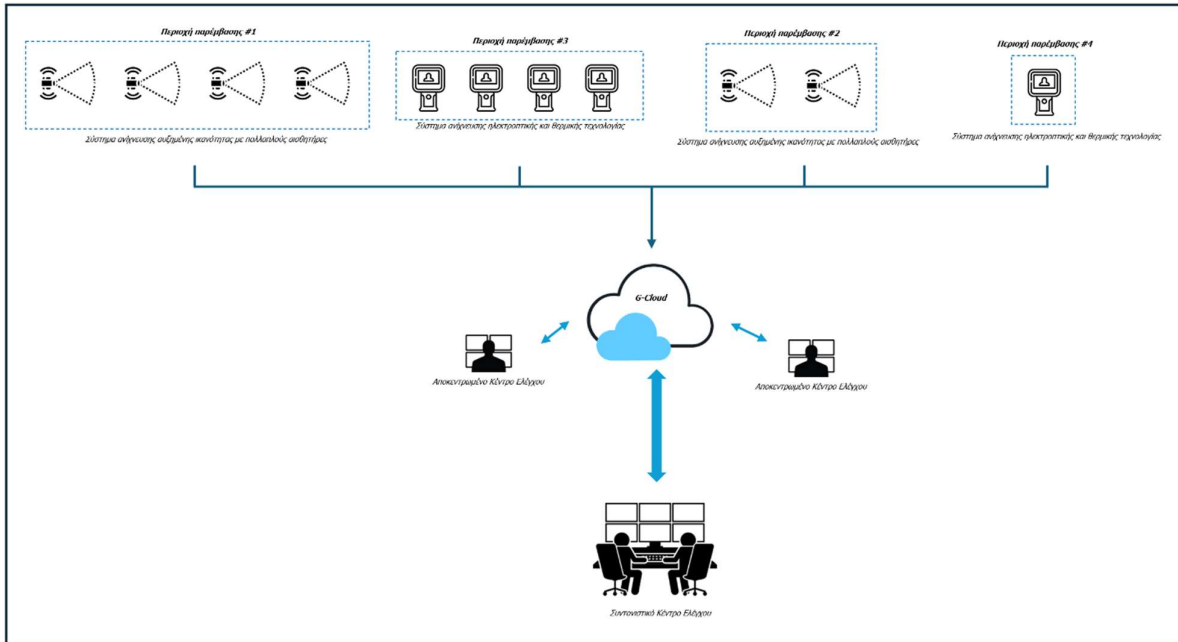 Περιοχή παρέμβασης #1
Περιοχή παρέμβασης #3
Περιοχή παρέμβασης #2
Περιοχή παρέμβασης #4
Σύστημα ανίχνευσης αυξημένης ικανότητας με πολλαπλούς αισθητήρες
Σύστημα ανίχνευσης ηλεκτροπτικής και θερμικής τεχνολογίας
Σύστημα ανίχνευσης αυξημένης ικανότητας με πολλαπλούς αισθητήρες
Σύστημα ανίχνευσης ηλεκτροπτικής και θερμικής τεχνολογίας
G-Cloud
Αποκεντρωμένο Κέντρο Ελέγχου
Αποκεντρωμένο Κέντρο Ελέγχου
Συντονιστικό Κέντρο Ελέγχου